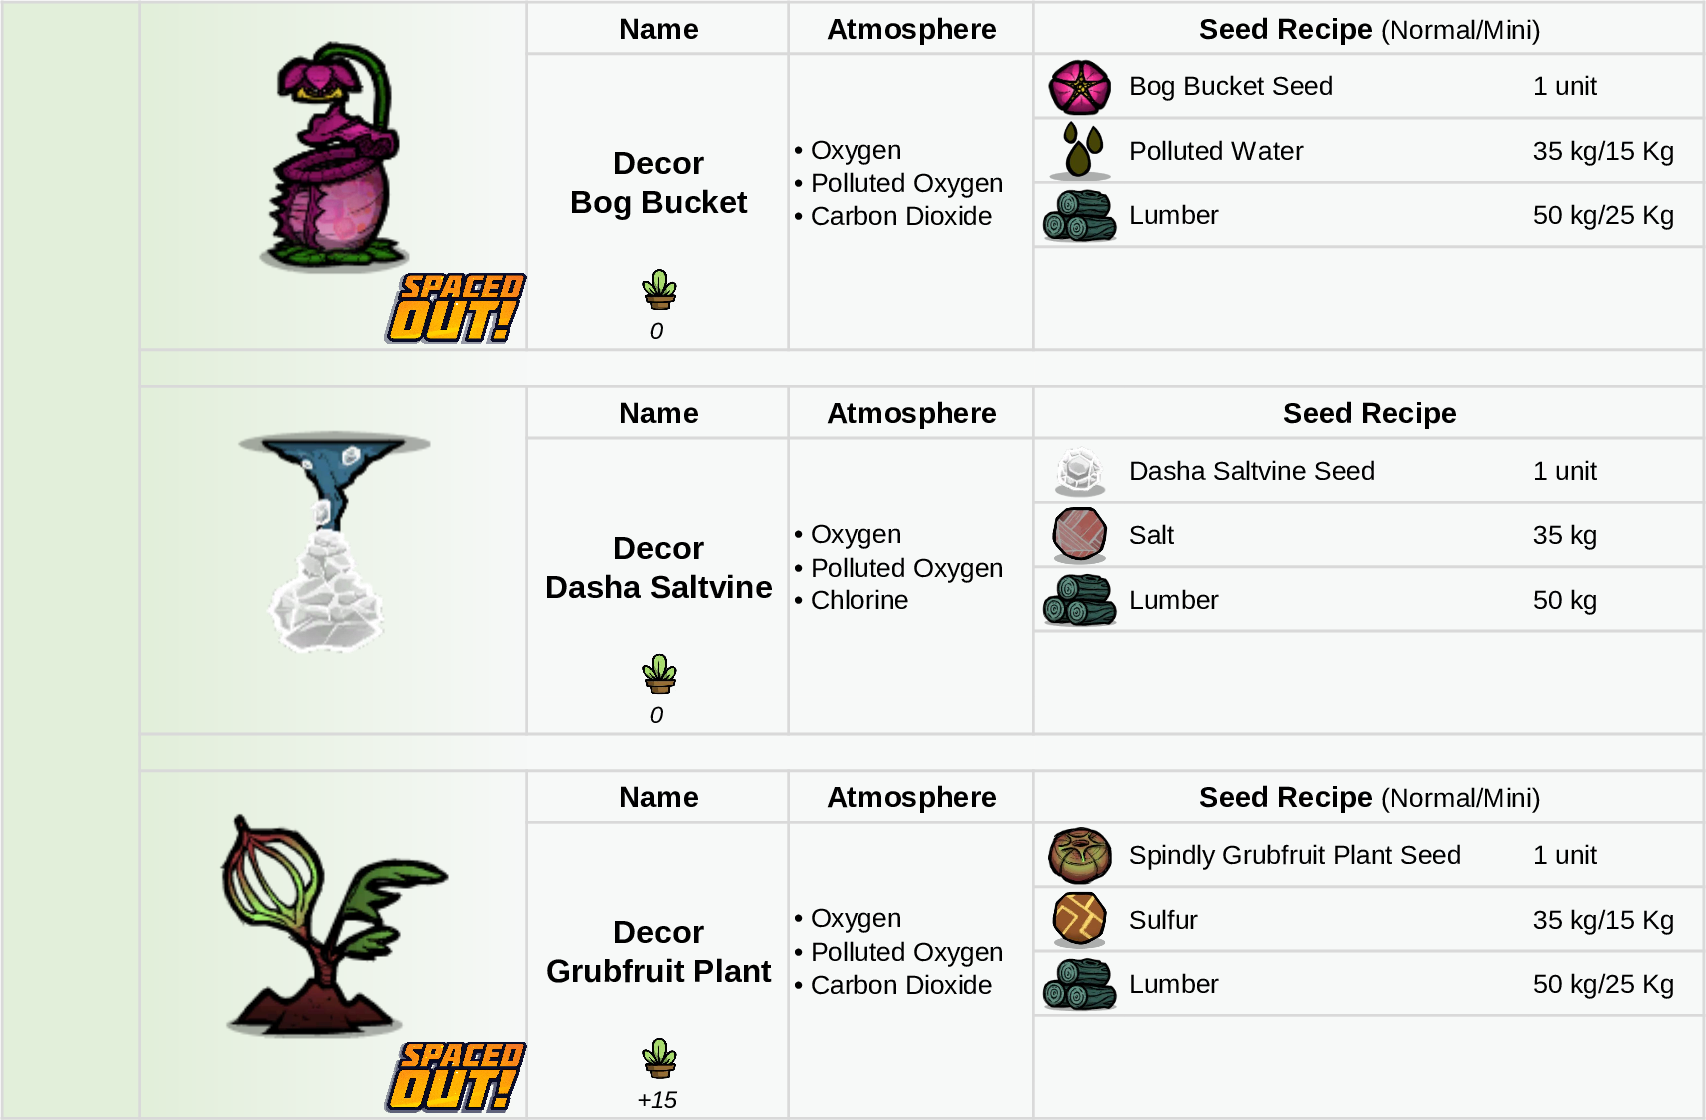 Name Atmosphere Seed Recipe (Normal/Mini)
Decor
Bog Bucket
0
• Oxygen
• Polluted Oxygen
• Carbon Dioxide
Bog Bucket Seed 1 unit
Polluted Water 35 kg/15 Kg
Lumber 50 kg/25 Kg
SPACED
OUT!
Name Atmosphere Seed Recipe
Decor
Dasha Saltvine
0
• Oxygen
• Polluted Oxygen
• Chlorine
Dasha Saltvine Seed 1 unit
Salt 35 kg
Lumber 50 kg
Name Atmosphere Seed Recipe (Normal/Mini)
Decor
Grubfruit Plant
+15
• Oxygen
• Polluted Oxygen
• Carbon Dioxide
Spindly Grubfruit Plant Seed 1 unit
Sulfur 35 kg/15 Kg
Lumber 50 kg/25 Kg
SPACED
OUT!